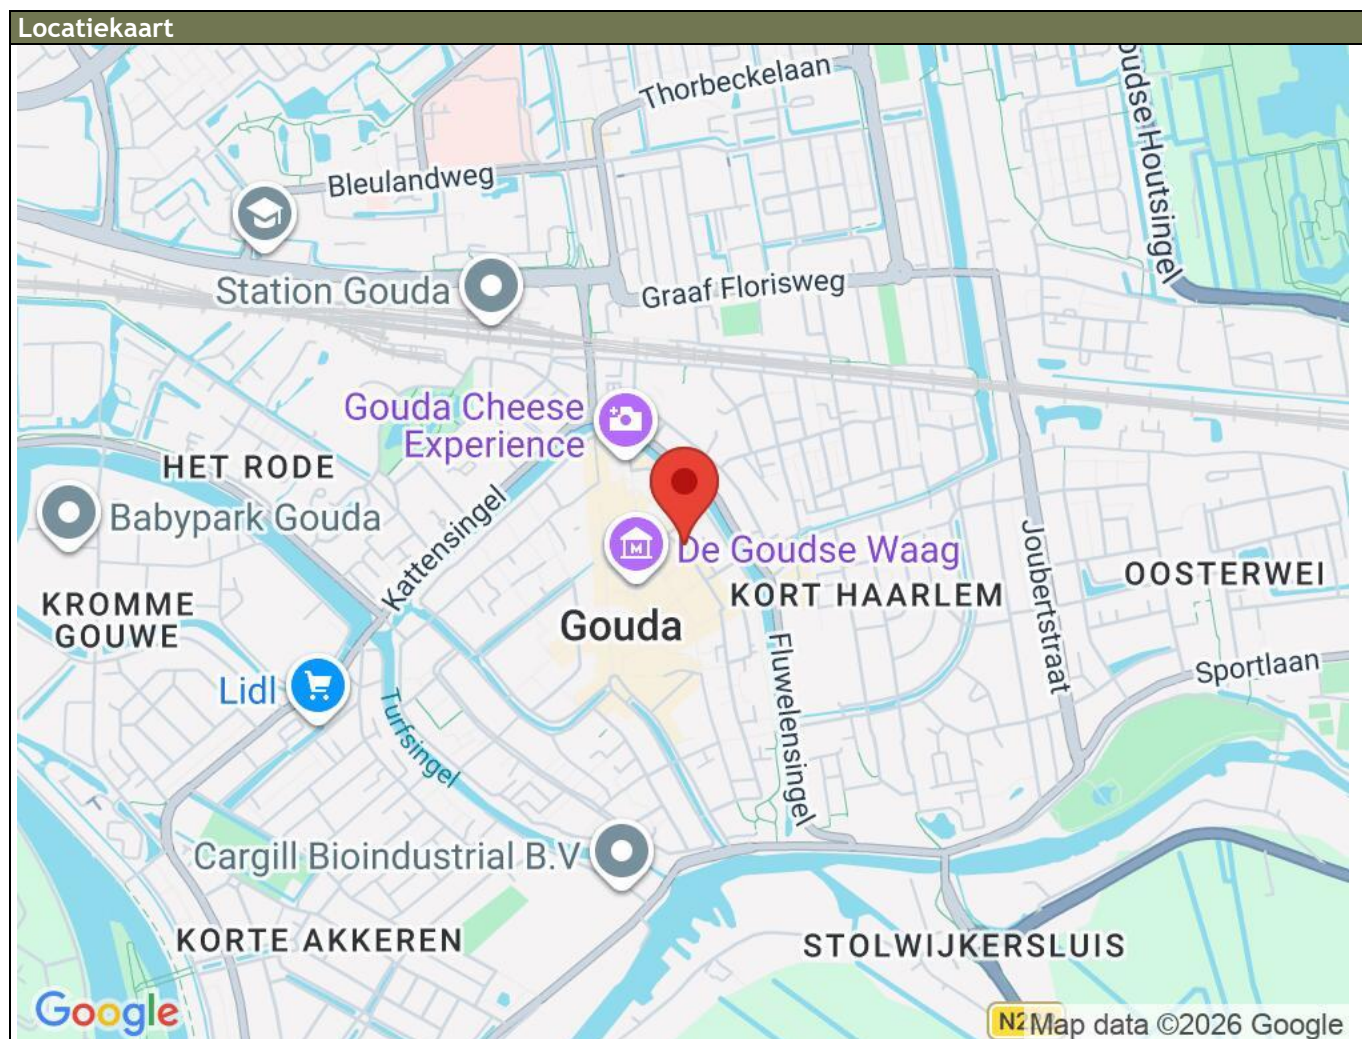 Locatiekaart
Thorbeckelaan
oudse Houtsingel
Bleulandweg
Station Gouda
Graaf Florisweg
Gouda Cheese
Experience
HET RODE
Babypark Gouda
Kattensingel
De Goudse Waag
Joubertstraat
OOSTERWEI
KROMME
GOUWE
KORT HAARLEM
Gouda
Fluwelensingel
Sportlaan
Lidl
Turfsingel
Cargill Bioindustrial B.V
KORTE AKKEREN
STOLWIJKERSLUIS
Google
Map data ©2026 Google